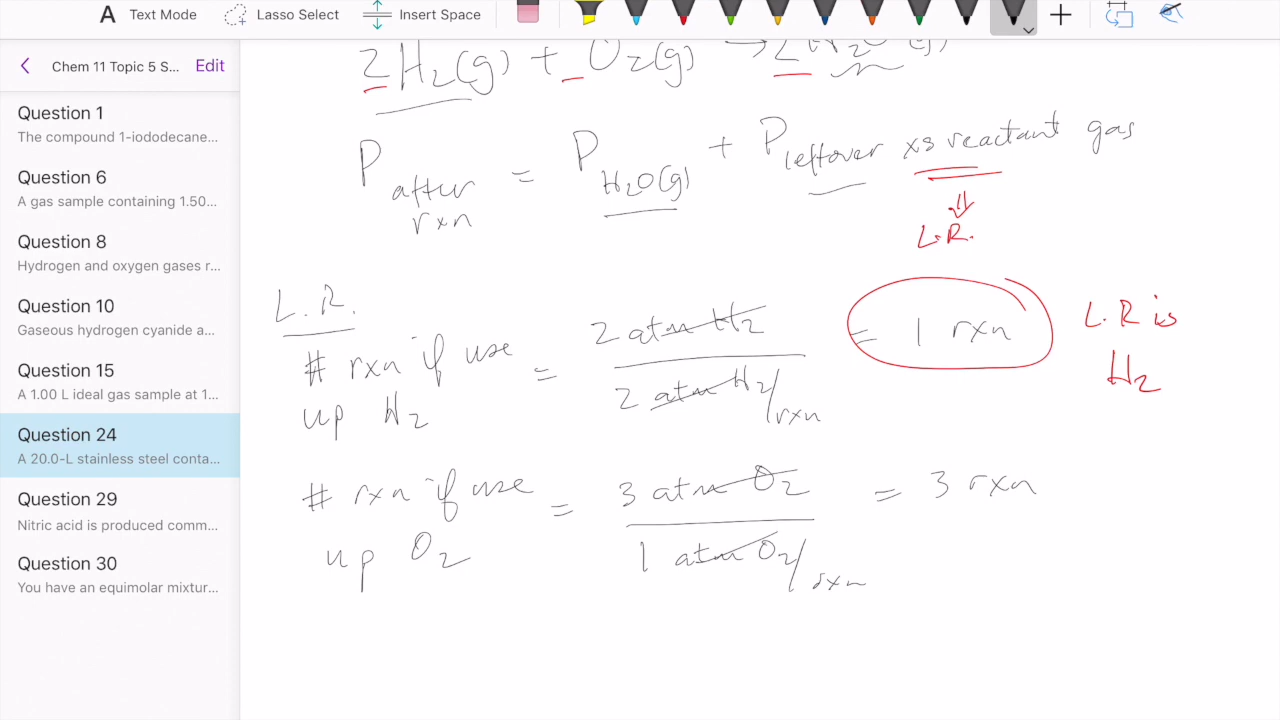 A Text Mode Lasso Select Insert Space
Chem 11 Topic 5 S... Edit
Question 1
The compound 1-iododecane...
Question 6
A gas sample containing 1.50...
Question 8
Hydrogen and oxygen gases r...
Question 10
Gaseous hydrogen cyanide a...
Question 15
A 1.00 L ideal gas sample at 1...
Question 24
A 20.0-L stainless steel conta...
Question 29
Nitric acid is produced comm...
Question 30
You have an equimolar mixtur...
2H2(g) + O2(g) → 2H2O(g)
P after rxn = P H2O(g) + P leftover xs reactant gas
⇓
L.R.
L.R.
# rxn if use up H2 = 2 atm H2 / 2 atm H2/rxn = 1 rxn
L.R is H2
# rxn if use up O2 = 3 atm O2 / 1 atm O2/rxn = 3 rxn